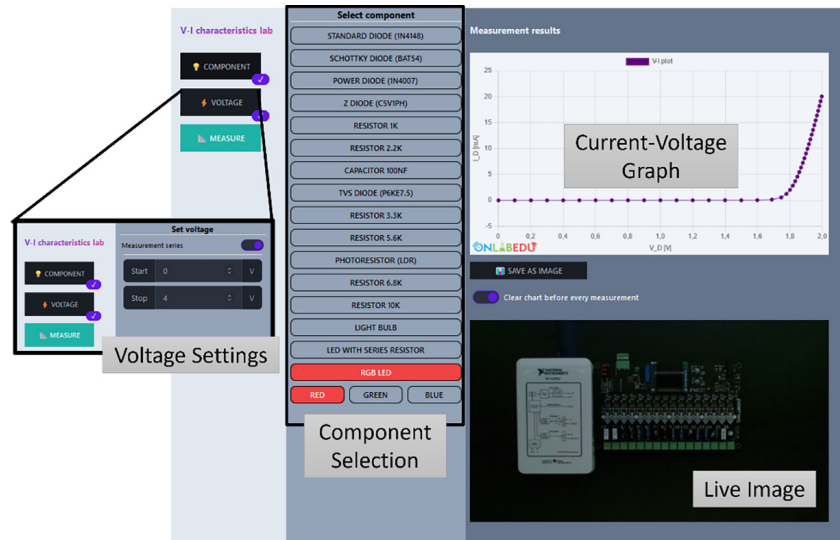 V-I characteristics lab
COMPONENT
VOLTAGE
MEASURE
V-I characteristics lab
COMPONENT
VOLTAGE
MEASURE
Set voltage
Measurement series
Start 0 V
Stop 4 V
Voltage Settings
Select component
STANDARD DIODE (1N4148)
SCHOTTKY DIODE (BAT54)
POWER DIODE (1N4007)
Z DIODE (C5V1PH)
RESISTOR 1K
RESISTOR 2.2K
CAPACITOR 100NF
TVS DIODE (P6KE7.5)
RESISTOR 3.3K
RESISTOR 5.6K
PHOTORESISTOR (LDR)
RESISTOR 6.8K
RESISTOR 10K
LIGHT BULB
LED WITH SERIES RESISTOR
RGB LED
RED GREEN BLUE
Component
Selection
Measurement results
V-I plot
25
20
15
10
5
0
-5
I_D [mA]
0 0,2 0,4 0,6 0,8 1,0 1,2 1,4 1,6 1,8 2,0
V_D [V]
Current-Voltage
Graph
ONLABEDU
SAVE AS IMAGE
Clear chart before every measurement
NATIONAL
INSTRUMENTS
Live Image